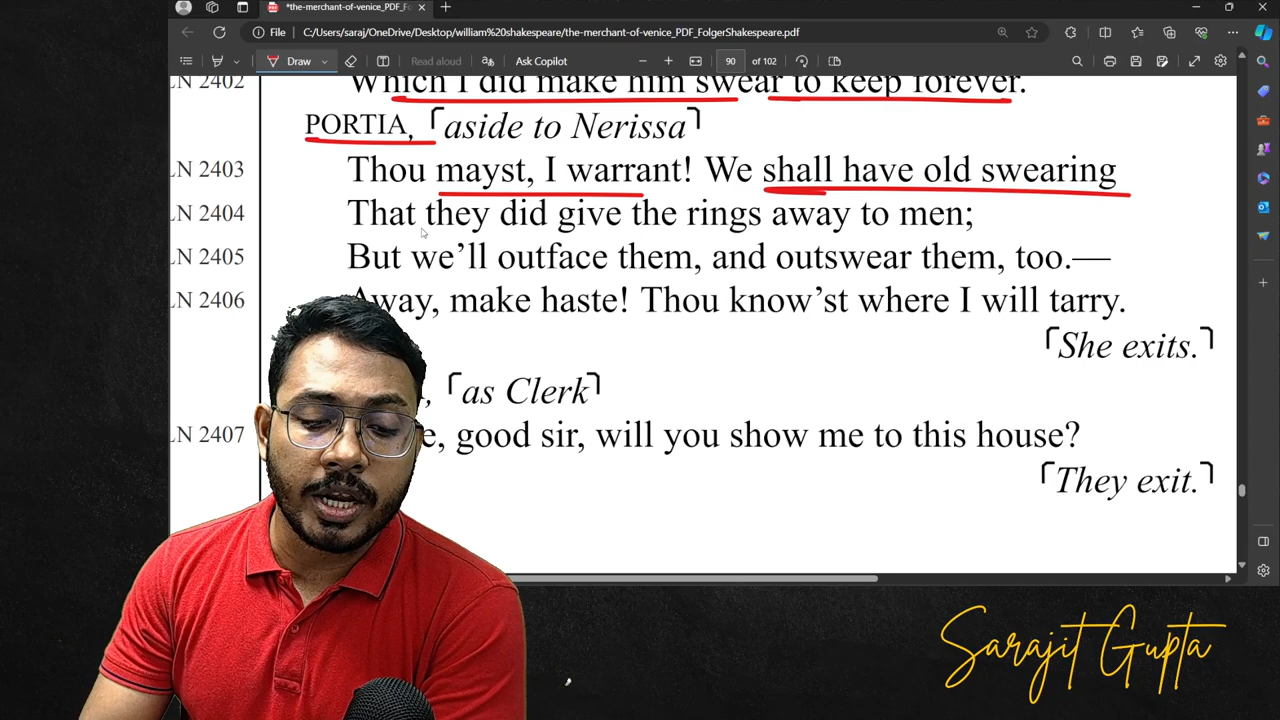 *the-merchant-of-venice_PDF_F
File C:/Users/saraj/OneDrive/Desktop/william%20shakespeare/the-merchant-of-venice_PDF_FolgerShakespeare.pdf
Draw Read aloud Ask Copilot 90 of 102
LN 2402 Which I did make him swear to keep forever.
PORTIA, ⌜aside to Nerissa⌝
LN 2403 Thou mayst, I warrant! We shall have old swearing
LN 2404 That they did give the rings away to men;
LN 2405 But we’ll outface them, and outswear them, too.—
LN 2406 Away, make haste! Thou know’st where I will tarry.
⌜She exits.⌝
, ⌜as Clerk⌝
LN 2407 e, good sir, will you show me to this house?
⌜They exit.⌝
Sarajit Gupta